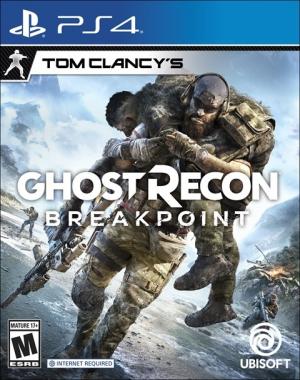 PS4
TOM CLANCY'S
GHOST RECON
BREAKPOINT
MATURE 17+
M
ESRB
INTERNET REQUIRED
UBISOFT